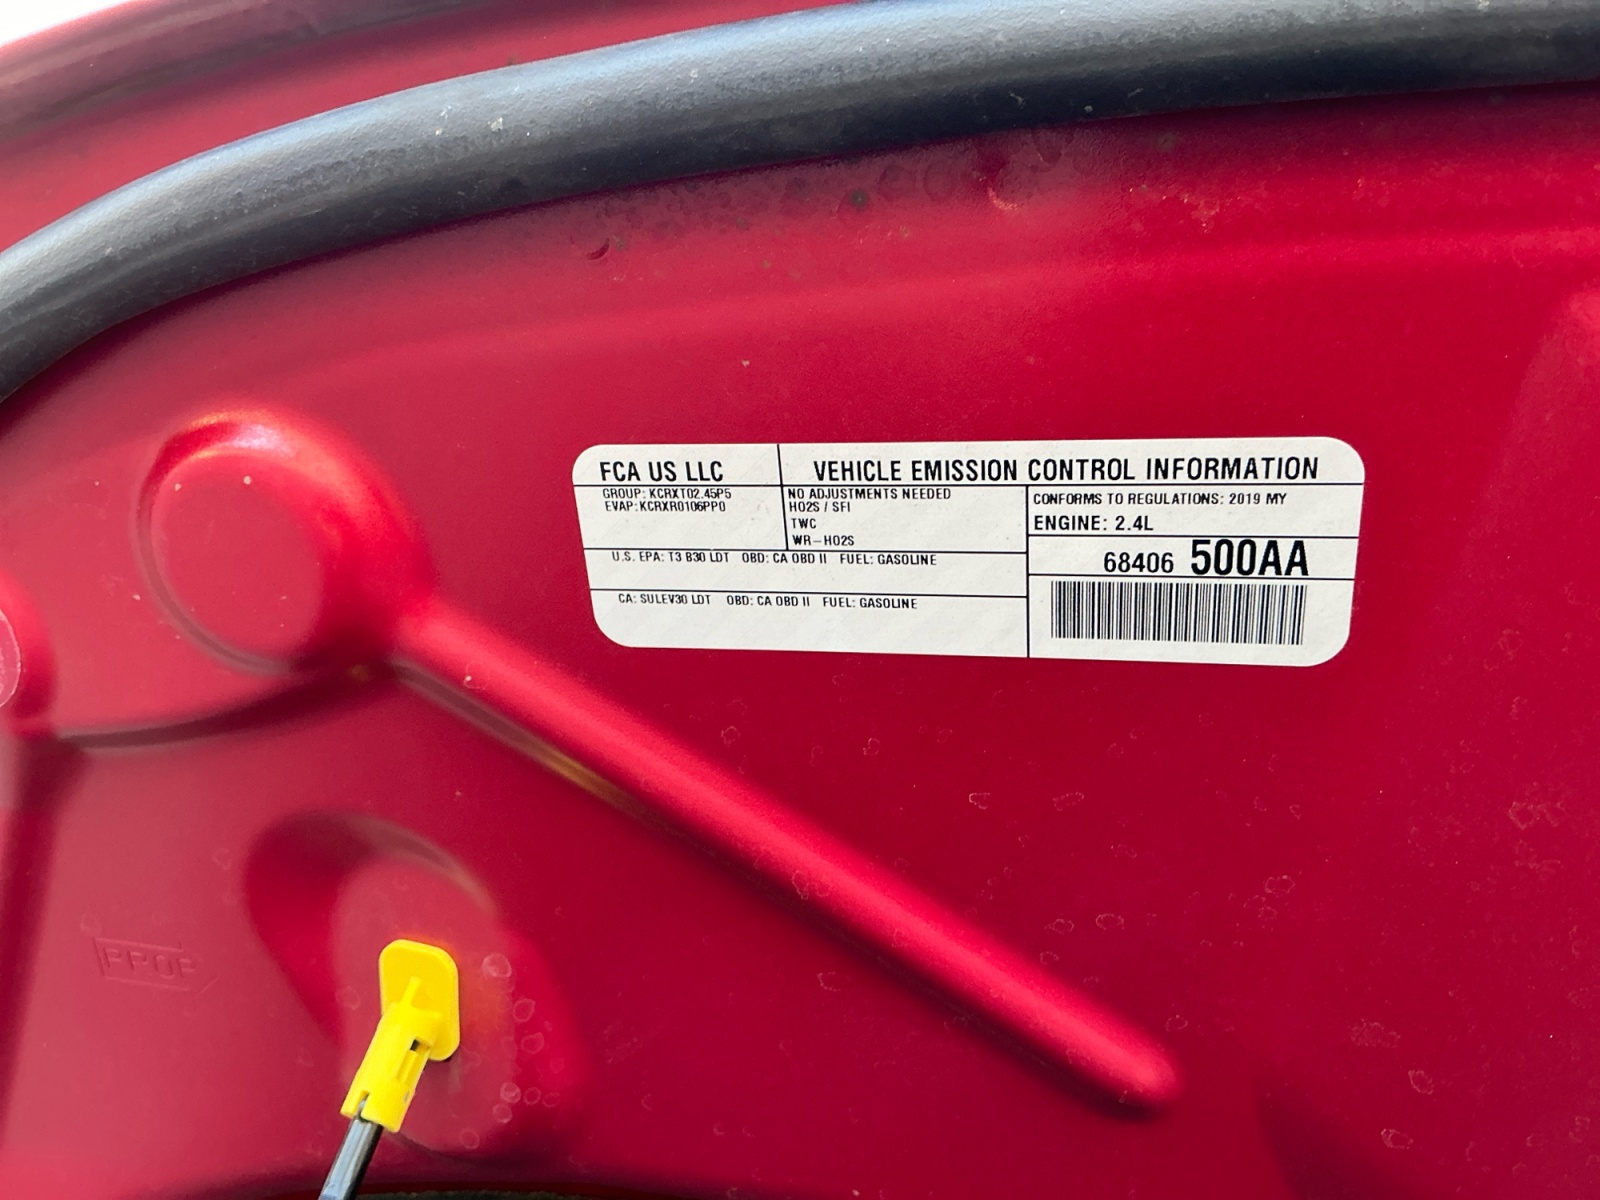 FCA US LLC
VEHICLE EMISSION CONTROL INFORMATION
GROUP: KCRXT02.45P5
EVAP: KCRXR0106PP0
NO ADJUSTMENTS NEEDED
HO2S / SFI
TWC
WR-HO2S
CONFORMS TO REGULATIONS: 2019 MY
ENGINE: 2.4L
68406 500AA
U.S. EPA: T3 B30 LDT OBD: CA OBD II FUEL: GASOLINE
CA: SULEV30 LDT OBD: CA OBD II FUEL: GASOLINE